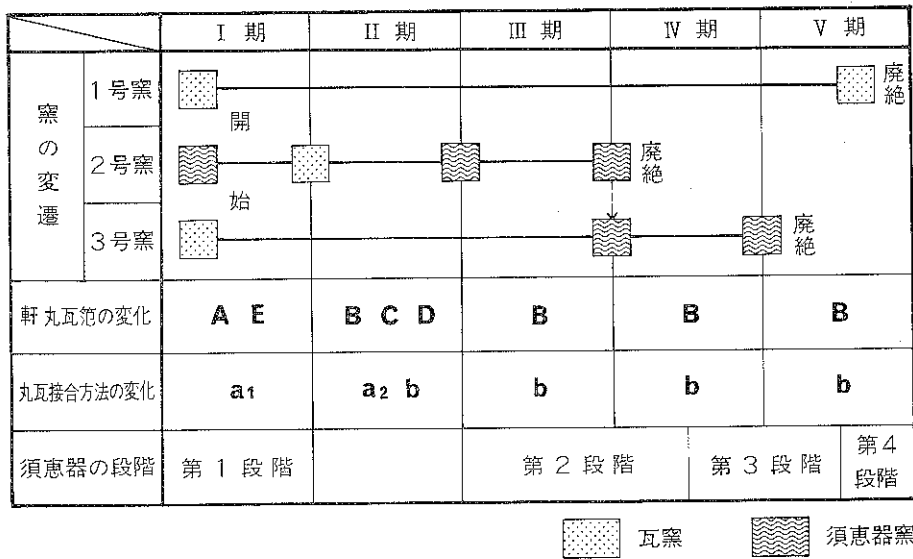 I 期 II 期 III 期 IV 期 V 期
窯の変遷
1号窯 廃絶
開
2号窯 廃絶
始
3号窯 廃絶
軒丸瓦笵の変化 A E B C D B B B
丸瓦接合方法の変化 a1 a2 b b b b
須恵器の段階 第1段階 第2段階 第3段階 第4段階
瓦窯 須恵器窯